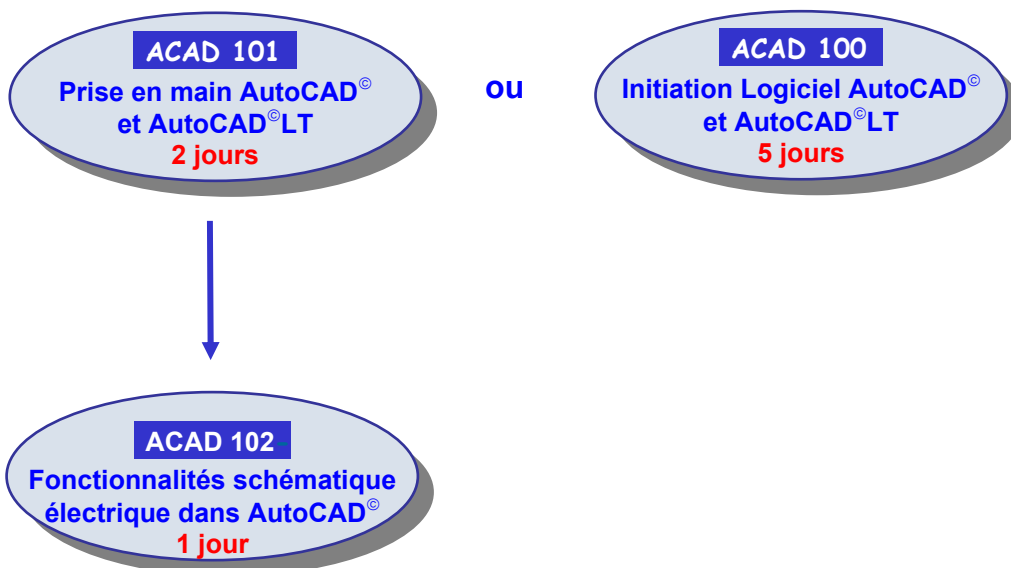 ACAD 101
Prise en main AutoCAD©
et AutoCAD©LT
2 jours
ou
ACAD 100
Initiation Logiciel AutoCAD©
et AutoCAD©LT
5 jours
ACAD 102-
Fonctionnalités schématique
électrique dans AutoCAD©
1 jour